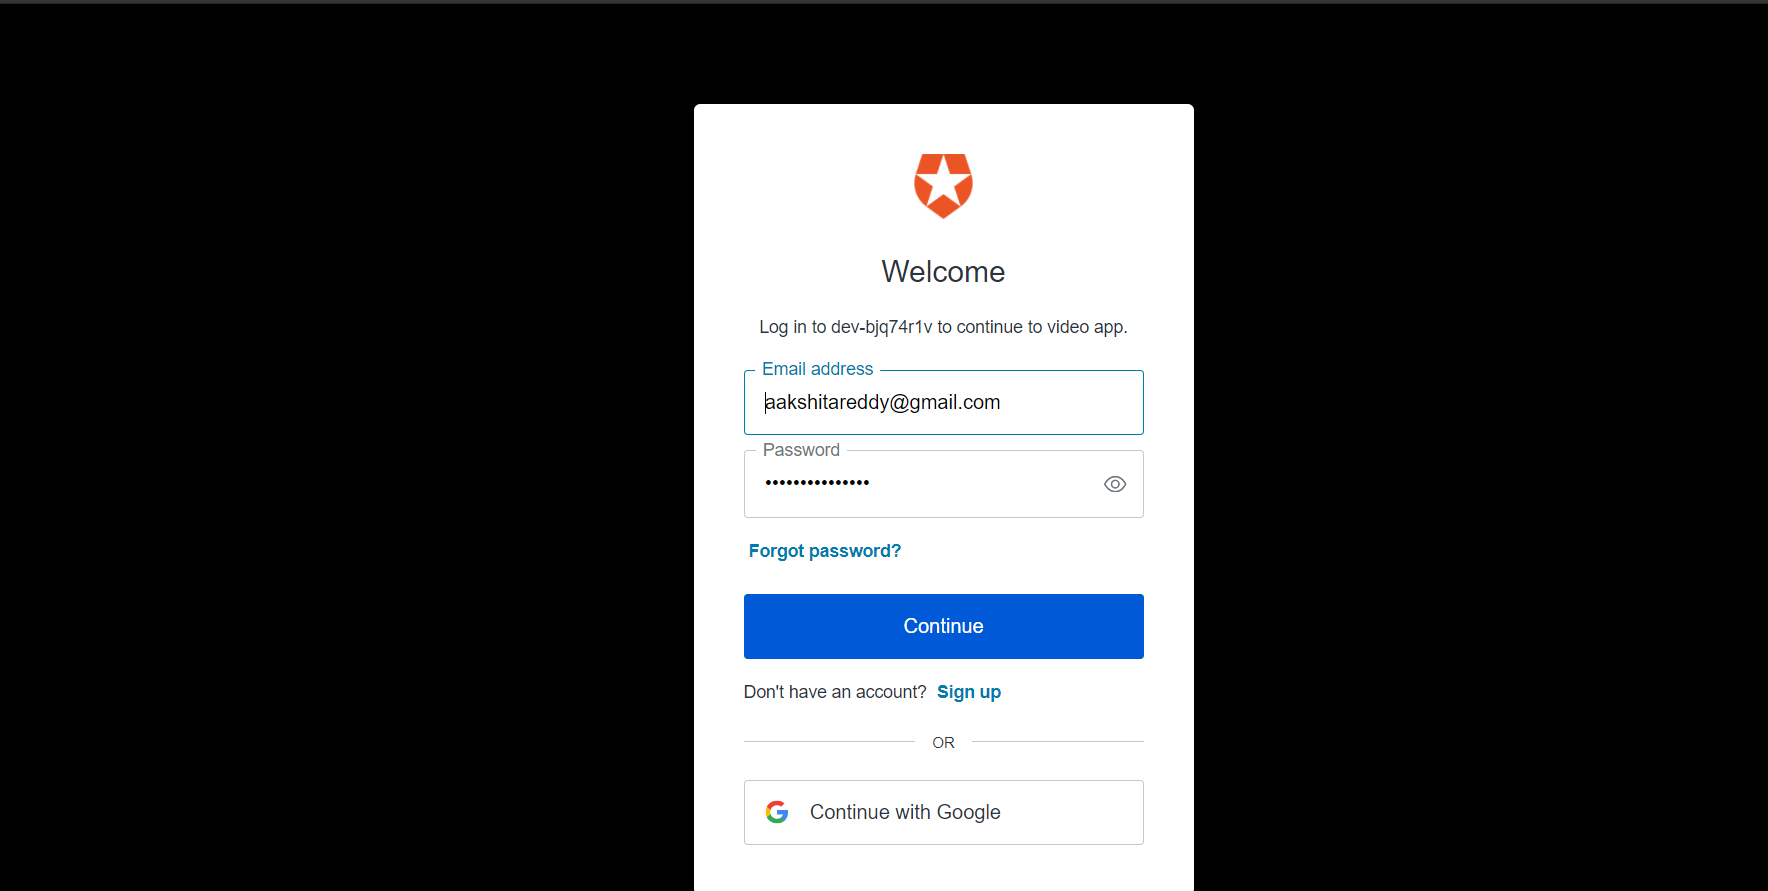 Welcome
Log in to dev-bjq74r1v to continue to video app.
Email address
aakshitareddy@gmail.com
Password
•••••••••••••••
Forgot password?
Continue
Don't have an account? Sign up
OR
Continue with Google